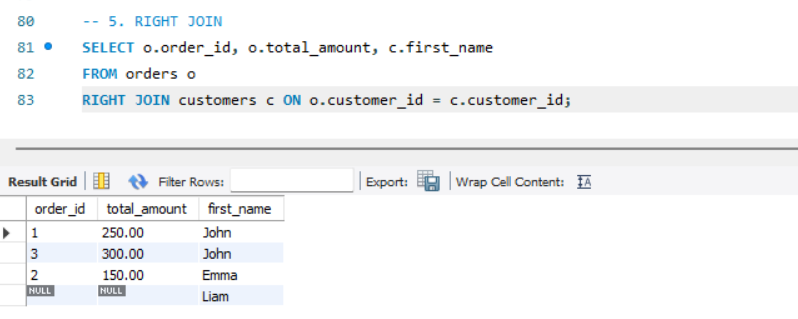 80 -- 5. RIGHT JOIN
81 SELECT o.order_id, o.total_amount, c.first_name
82 FROM orders o
83 RIGHT JOIN customers c ON o.customer_id = c.customer_id;
Result Grid Filter Rows: Export: Wrap Cell Content: IA
order_id total_amount first_name
1 250.00 John
3 300.00 John
2 150.00 Emma
NULL NULL Liam